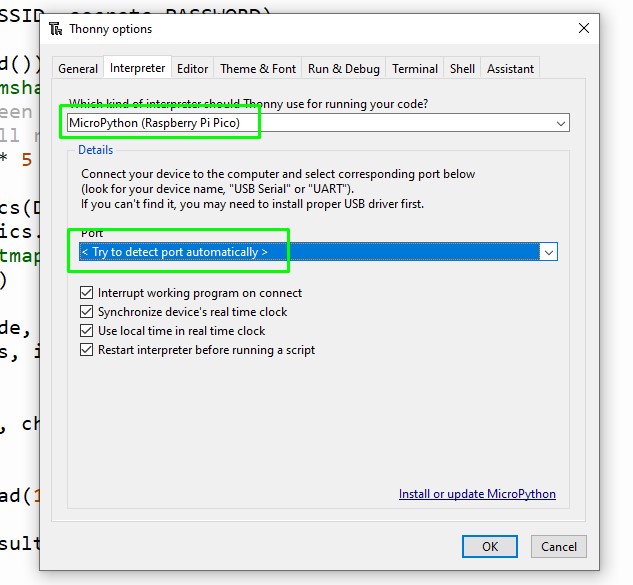 SSID, secrets.PASSWORD)
Thonny options
d())
General Interpreter Editor Theme & Font Run & Debug Terminal Shell Assistant
msha
Which kind of interpreter should Thonny use for running your code?
een
MicroPython (Raspberry Pi Pico)
ll r
* 5
Details
Connect your device to the computer and select corresponding port below
(look for your device name, "USB Serial" or "UART").
If you can't find it, you may need to install proper USB driver first.
cs(D
ics.
Port
tmap
< Try to detect port automatically >
)
Interrupt working program on connect
Synchronize device's real time clock
de,
Use local time in real time clock
s, i
Restart interpreter before running a script
, ch
ad(1
Install or update MicroPython
sult
OK Cancel